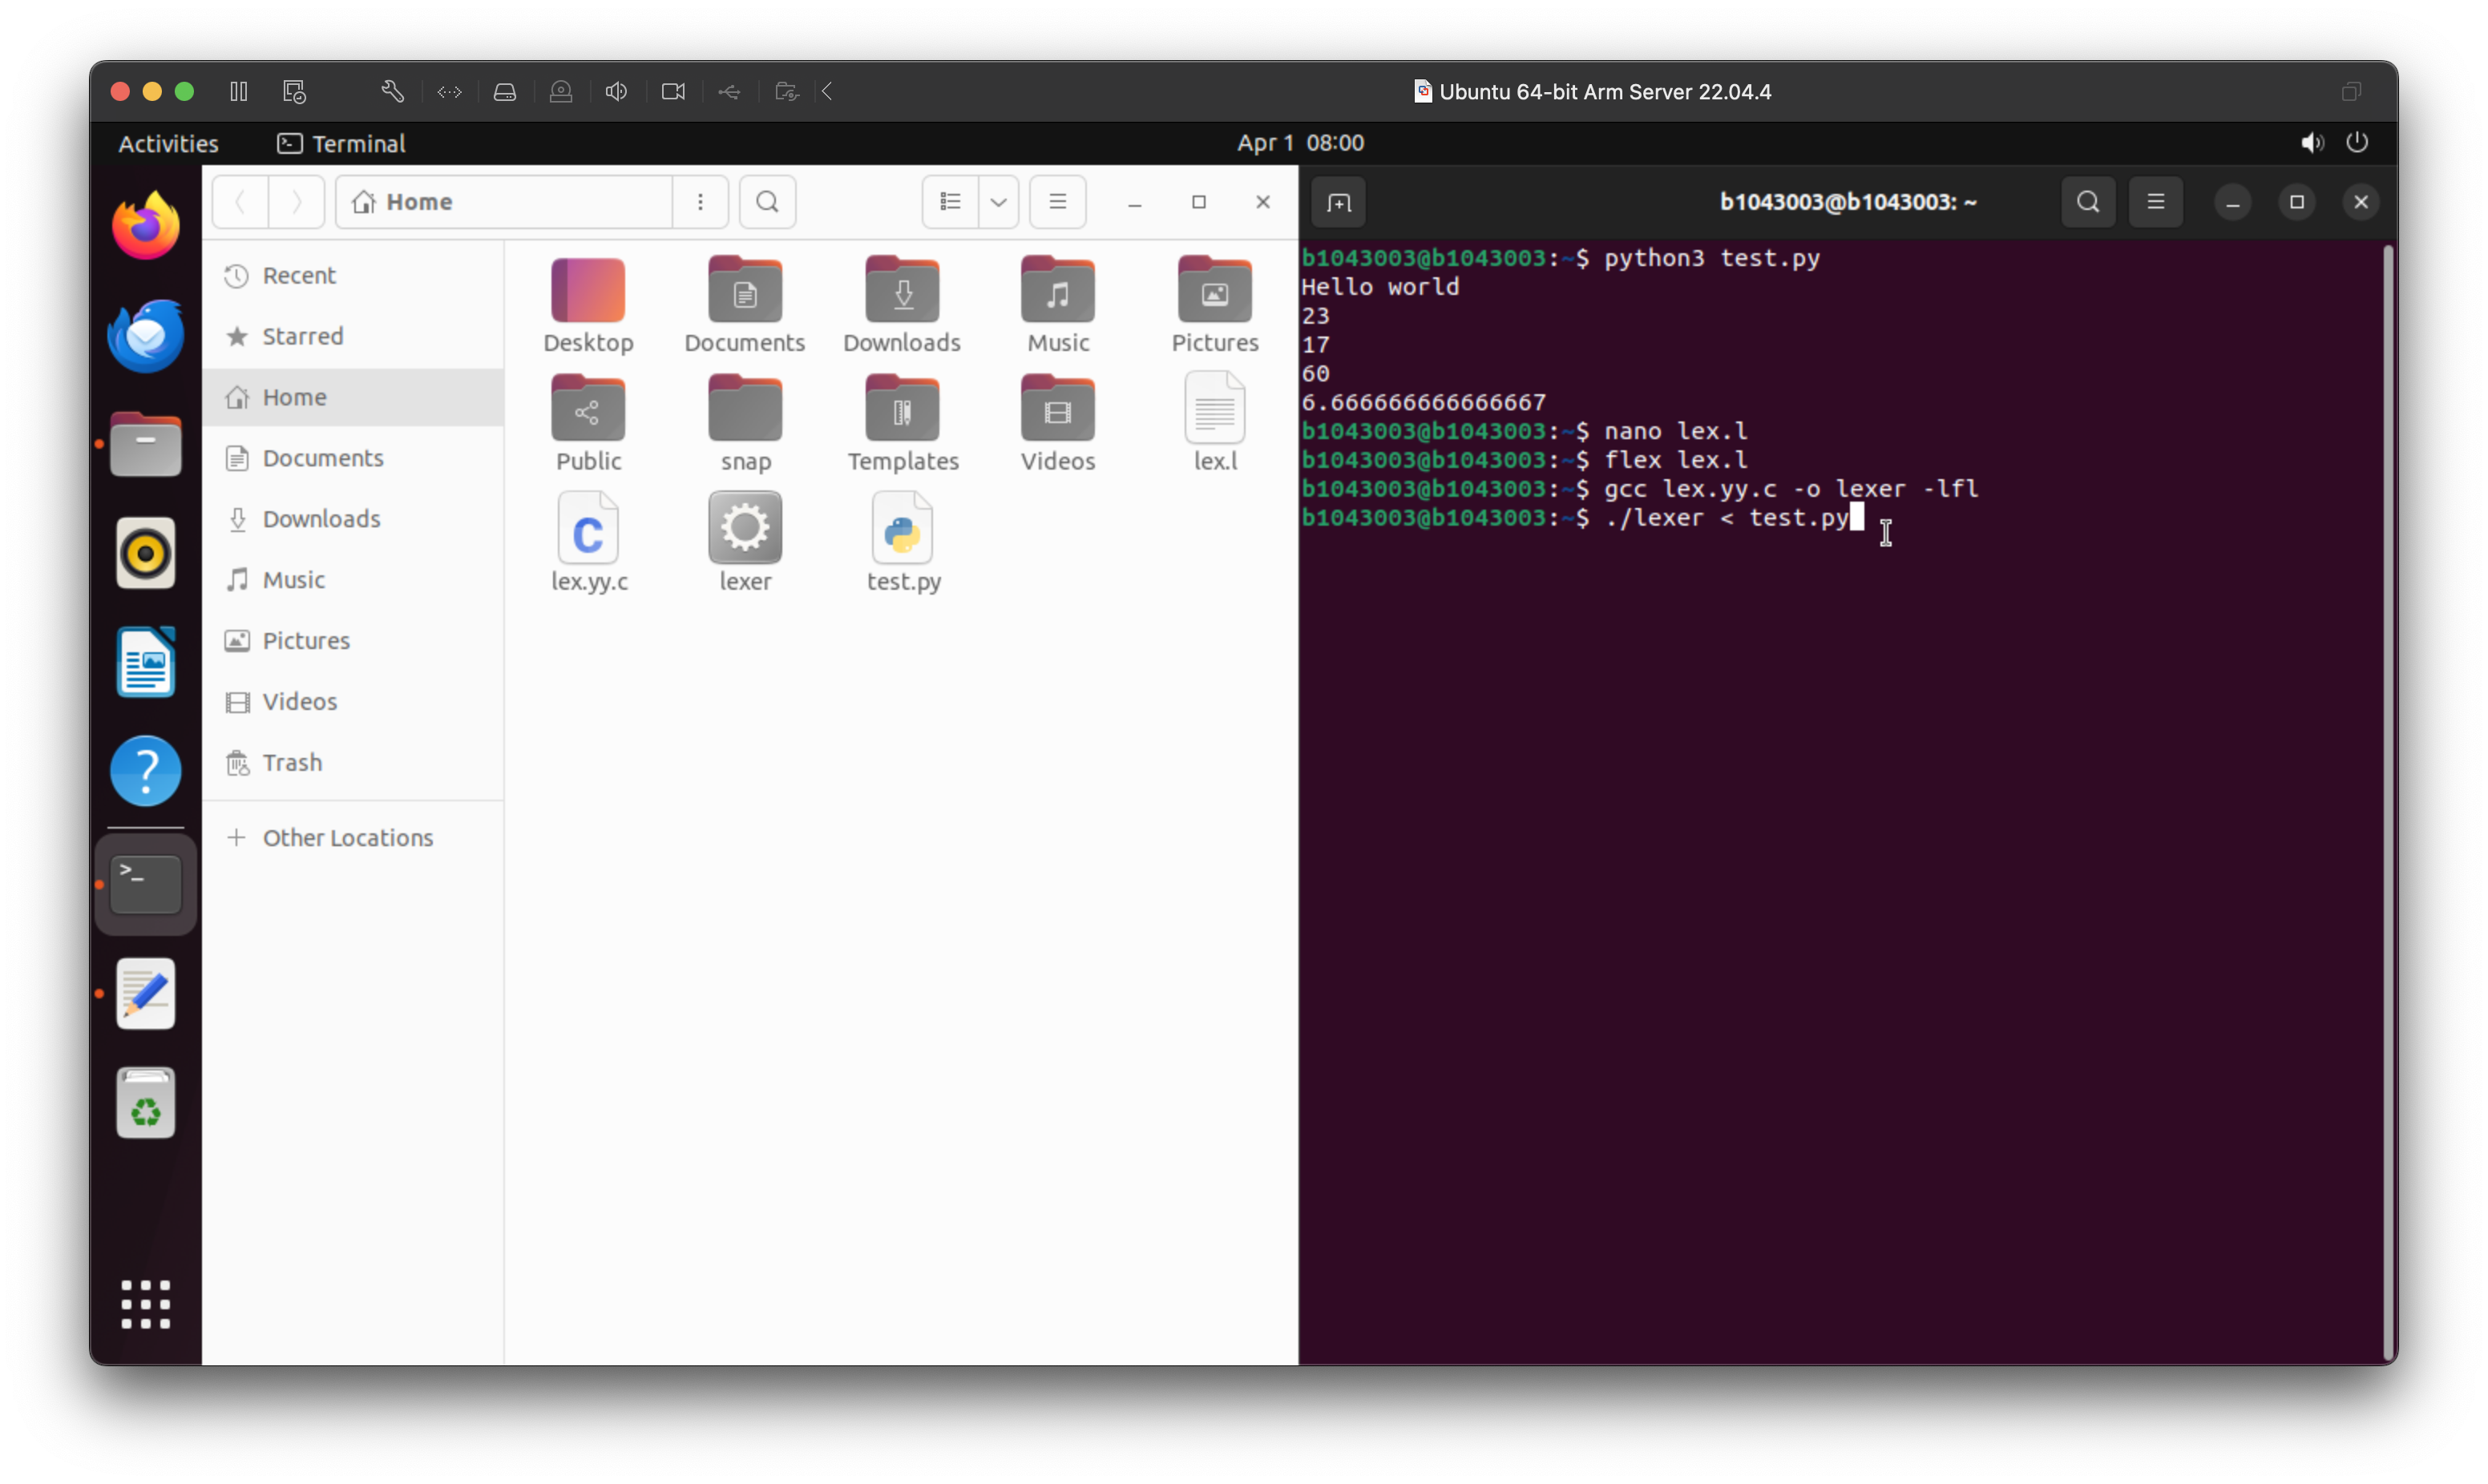 Ubuntu 64-bit Arm Server 22.04.4
Activities
Terminal
Apr 1 08:00
Home
Recent
Starred
Home
Documents
Downloads
Music
Pictures
Videos
Trash
Other Locations
Desktop
Documents
Downloads
Music
Pictures
Public
snap
Templates
Videos
lex.l
lex.yy.c
lexer
test.py
b1043003@b1043003: ~
b1043003@b1043003:~$ python3 test.py
Hello world
23
17
60
6.666666666666667
b1043003@b1043003:~$ nano lex.l
b1043003@b1043003:~$ flex lex.l
b1043003@b1043003:~$ gcc lex.yy.c -o lexer -lfl
b1043003@b1043003:~$ ./lexer < test.py